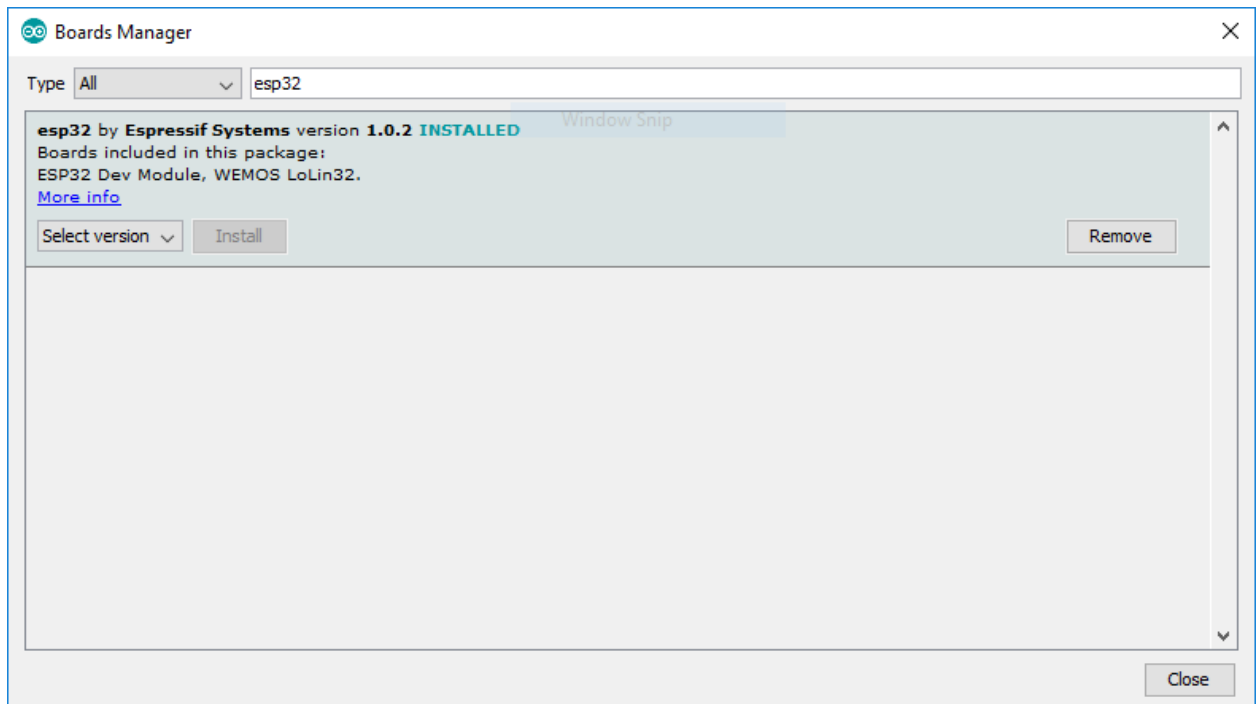 Boards Manager
Type All esp32
Window Snip
esp32 by Espressif Systems version 1.0.2 INSTALLED
Boards included in this package:
ESP32 Dev Module, WEMOS LoLin32.
More info
Select version Install Remove
Close